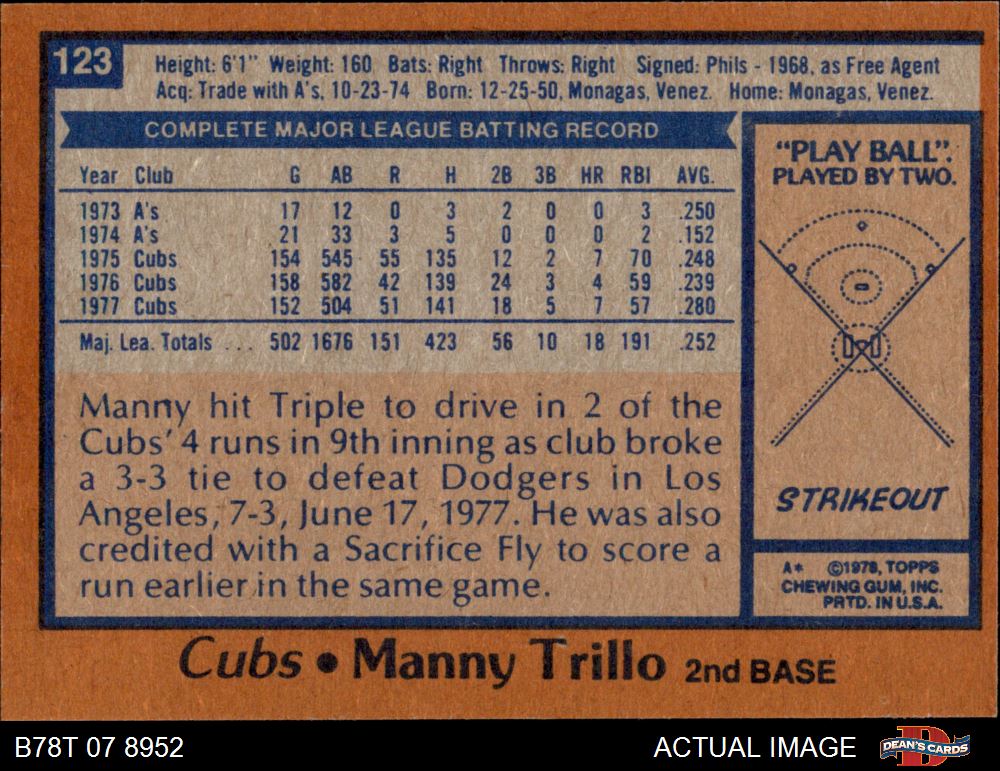 123
Height: 6'1" Weight: 160 Bats: Right Throws: Right Signed: Phils - 1968, as Free Agent
Acq: Trade with A's, 10-23-74 Born: 12-25-50, Monagas, Venez. Home: Monagas, Venez.
COMPLETE MAJOR LEAGUE BATTING RECORD
Year Club G AB R H 2B 3B HR RBI AVG.
1973 A's 17 12 0 3 2 0 0 3 .250
1974 A's 21 33 3 5 0 0 0 2 .152
1975 Cubs 154 545 55 135 12 2 7 70 .248
1976 Cubs 158 582 42 139 24 3 4 59 .239
1977 Cubs 152 504 51 141 18 5 7 57 .280
Maj. Lea. Totals ... 502 1676 151 423 56 10 18 191 .252
Manny hit Triple to drive in 2 of the
Cubs' 4 runs in 9th inning as club broke
a 3-3 tie to defeat Dodgers in Los
Angeles, 7-3, June 17, 1977. He was also
credited with a Sacrifice Fly to score a
run earlier in the same game.
"PLAY BALL".
PLAYED BY TWO.
STRIKEOUT
A* ©1978, TOPPS
CHEWING GUM, INC.
PRTD. IN U.S.A.
Cubs • Manny Trillo 2nd BASE
B78T 07 8952
ACTUAL IMAGE
DEAN'S CARDS